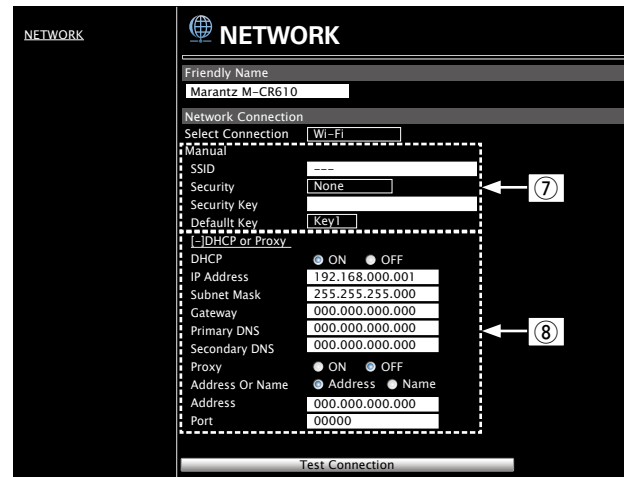 NETWORK
NETWORK
Friendly Name
Marantz M-CR610
Network Connection
Select Connection Wi-Fi
Manual
SSID ---
Security None
Security Key
Defaullt Key Key1
⑦
[-]DHCP or Proxy
DHCP ON OFF
IP Address 192.168.000.001
Subnet Mask 255.255.255.000
Gateway 000.000.000.000
Primary DNS 000.000.000.000
Secondary DNS 000.000.000.000
⑧
Proxy ON OFF
Address Or Name Address Name
Address 000.000.000.000
Port 00000
Test Connection